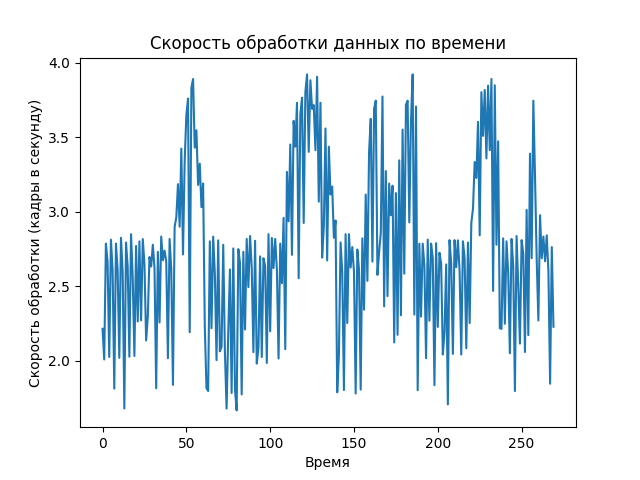 Скорость обработки данных по времени
Скорость обработки (кадры в секунду)
4.0
3.5
3.0
2.5
2.0
0 50 100 150 200 250
Время